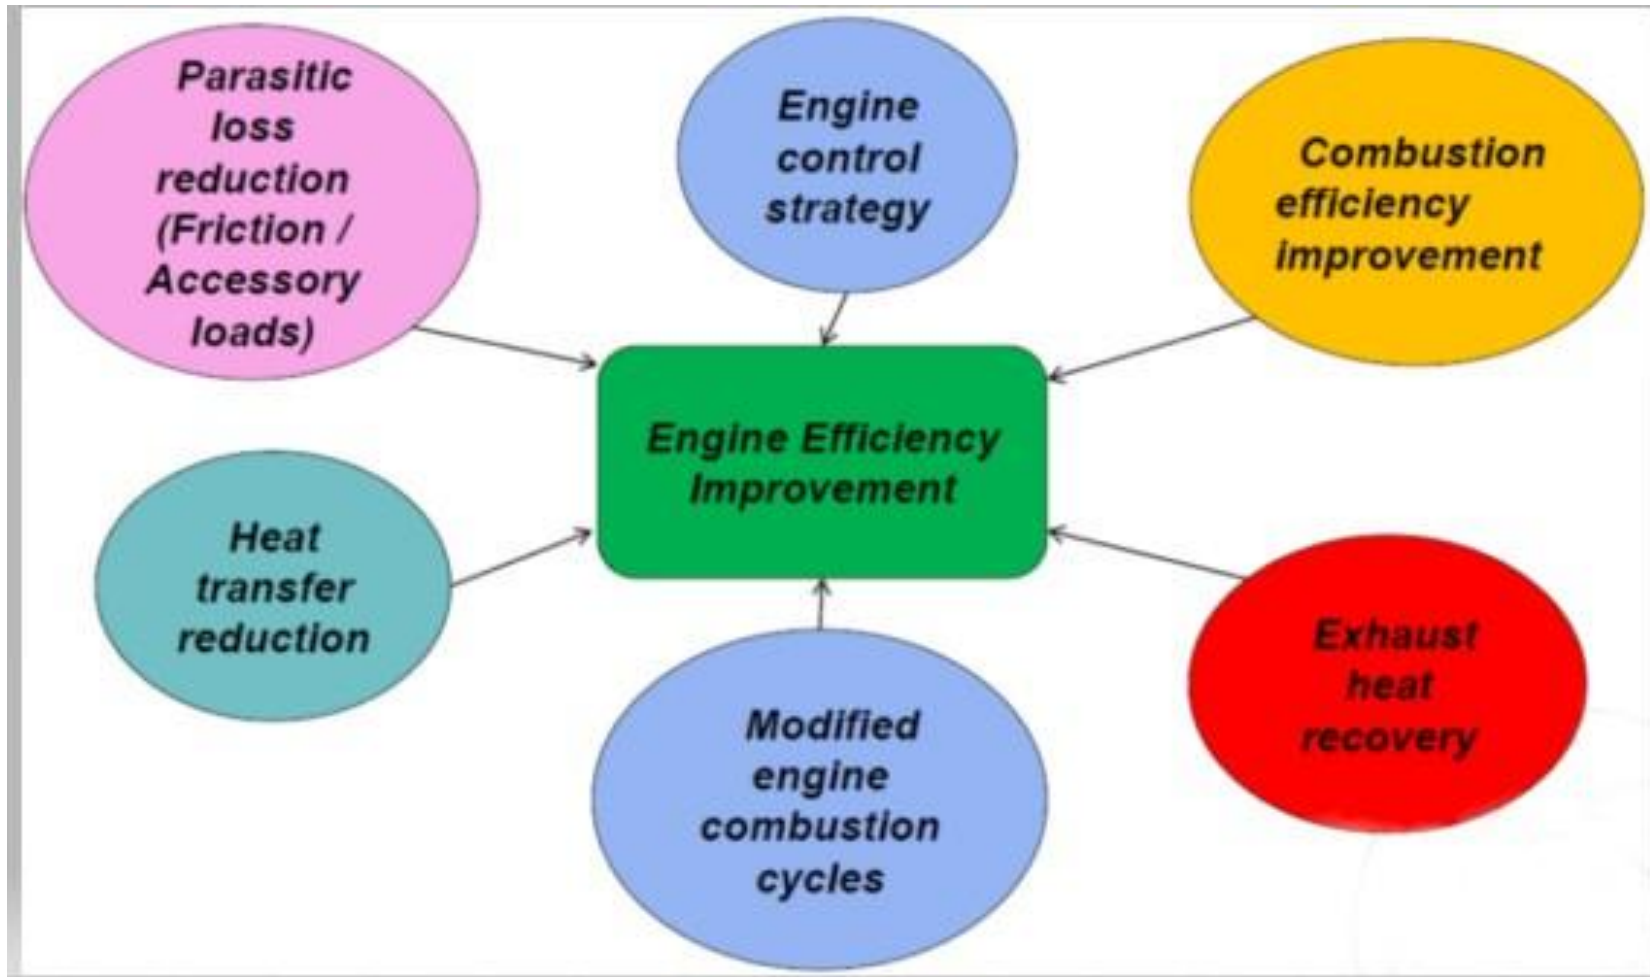 Parasitic
loss
reduction
(Friction /
Accessory
loads)
Engine
control
strategy
Combustion
efficiency
improvement
Engine Efficiency
Improvement
Heat
transfer
reduction
Modified
engine
combustion
cycles
Exhaust
heat
recovery